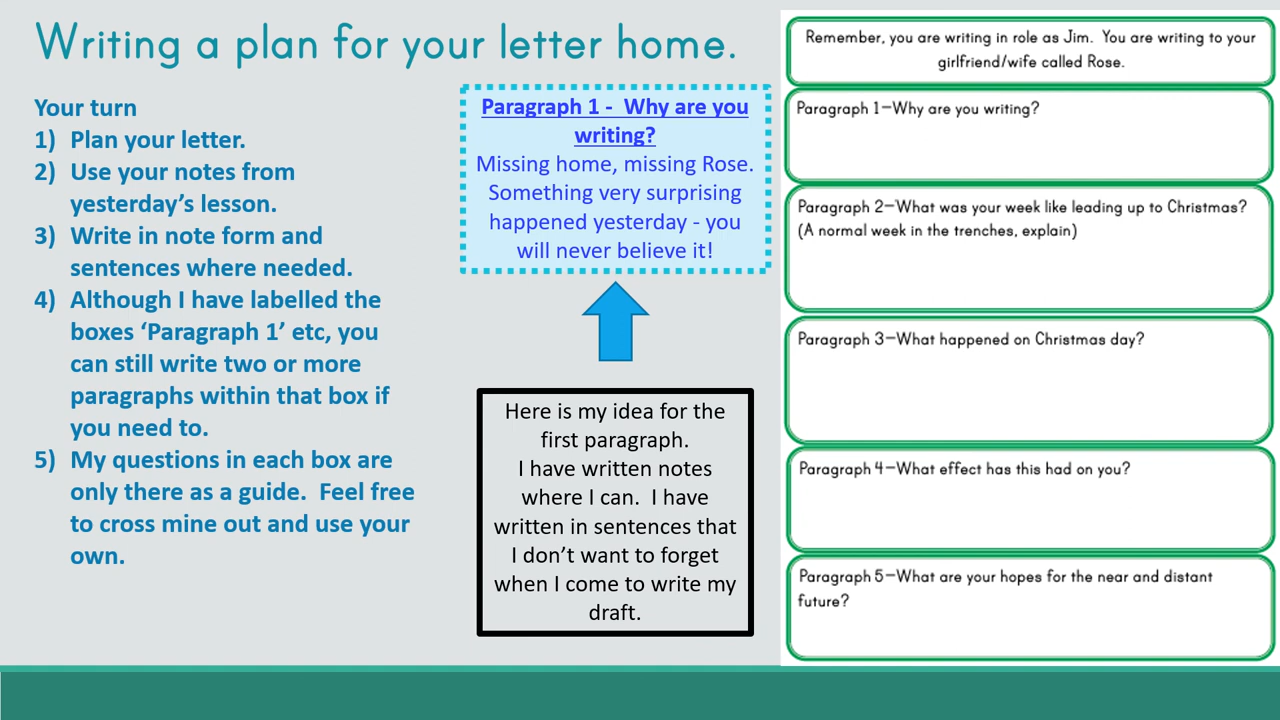 Writing a plan for your letter home.
Your turn
1) Plan your letter.
2) Use your notes from
yesterday’s lesson.
3) Write in note form and
sentences where needed.
4) Although I have labelled the
boxes ‘Paragraph 1’ etc, you
can still write two or more
paragraphs within that box if
you need to.
5) My questions in each box are
only there as a guide.  Feel free
to cross mine out and use your
own.
Paragraph 1 -  Why are you
writing?
Missing home, missing Rose.
Something very surprising
happened yesterday - you
will never believe it!
Here is my idea for the
first paragraph.
I have written notes
where I can.  I have
written in sentences that
I don’t want to forget
when I come to write my
draft.
Remember, you are writing in role as Jim.  You are writing to your
girlfriend/wife called Rose.
Paragraph 1—Why are you writing?
Paragraph 2—What was your week like leading up to Christmas?
(A normal week in the trenches, explain)
Paragraph 3—What happened on Christmas day?
Paragraph 4—What effect has this had on you?
Paragraph 5—What are your hopes for the near and distant
future?